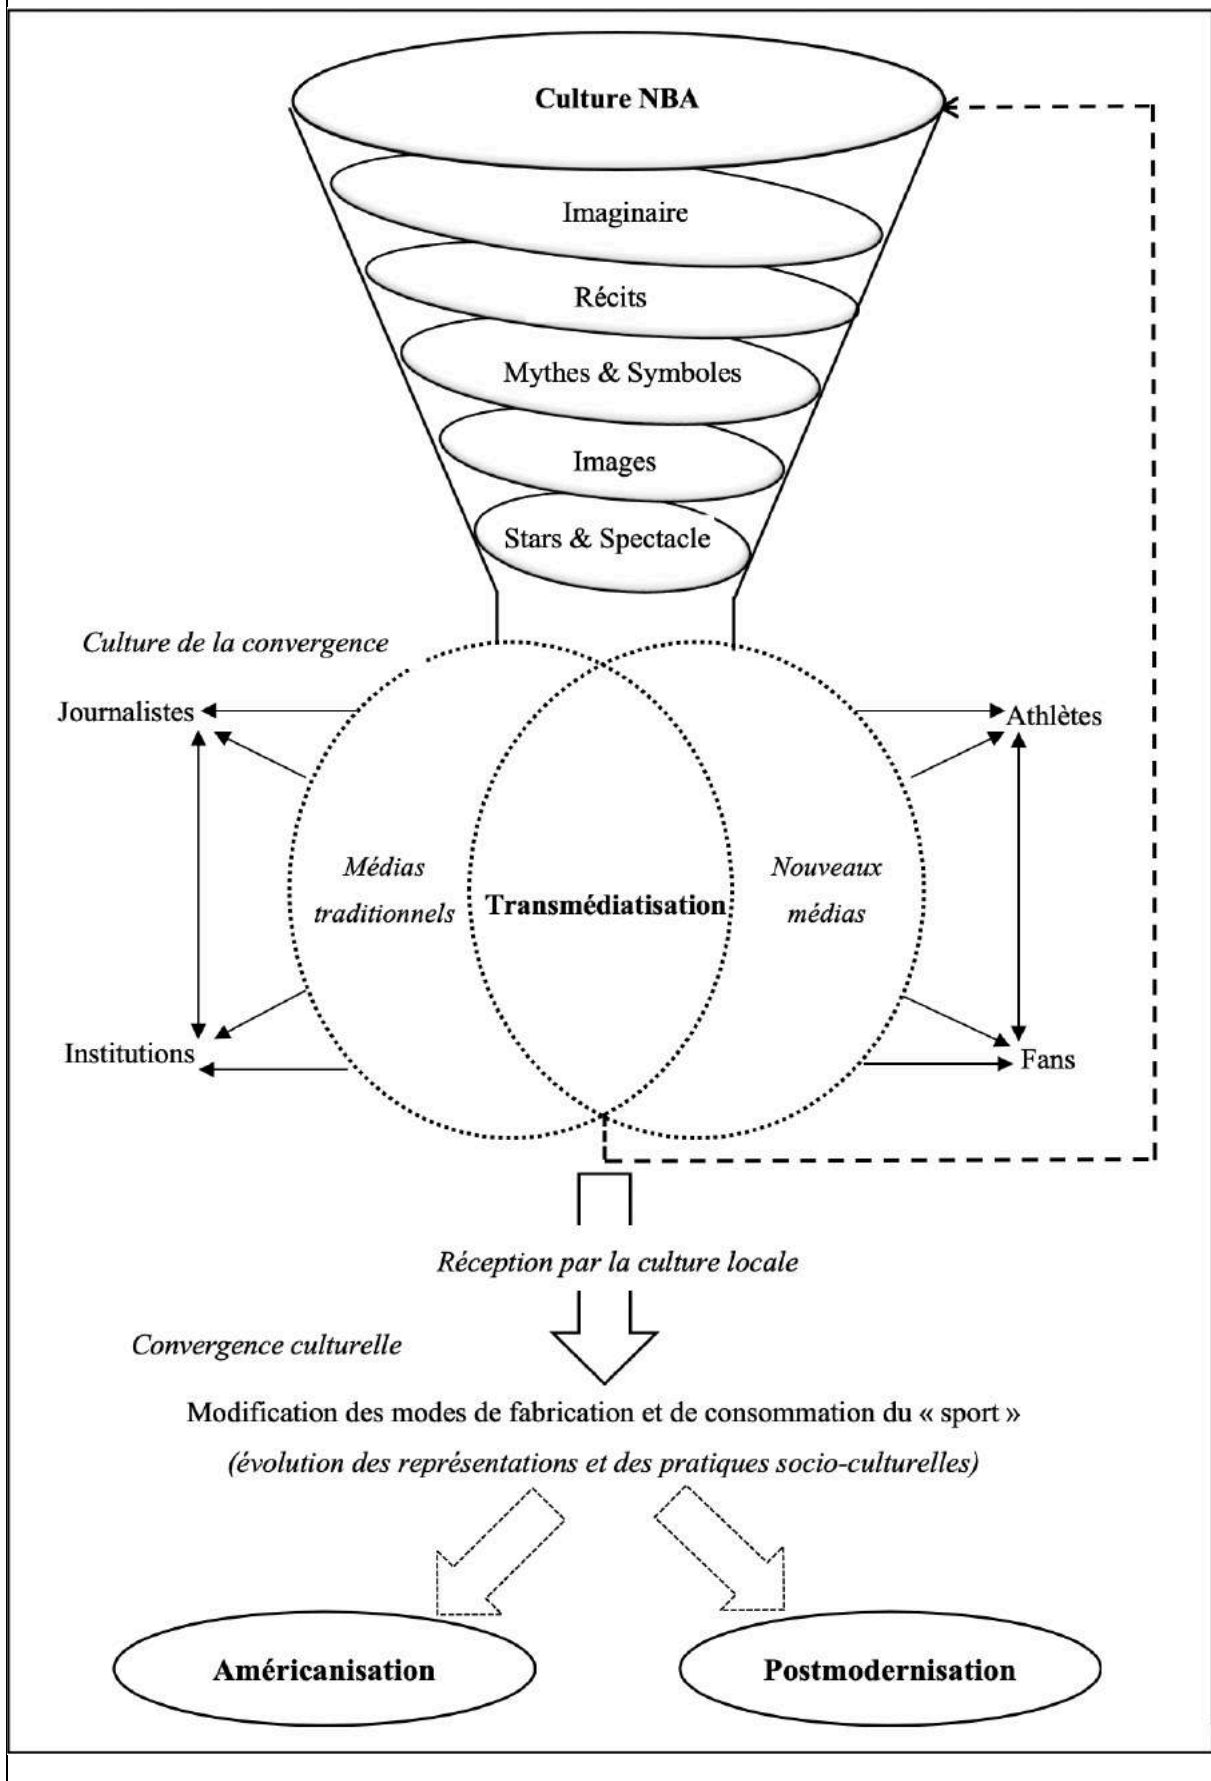 Culture NBA
Imaginaire
Récits
Mythes & Symboles
Images
Stars & Spectacle
Culture de la convergence
Journalistes
Athlètes
Médias
traditionnels
Transmédiatisation
Nouveaux
médias
Institutions
Fans
Réception par la culture locale
Convergence culturelle
Modification des modes de fabrication et de consommation du « sport »
(évolution des représentations et des pratiques socio-culturelles)
Américanisation
Postmodernisation